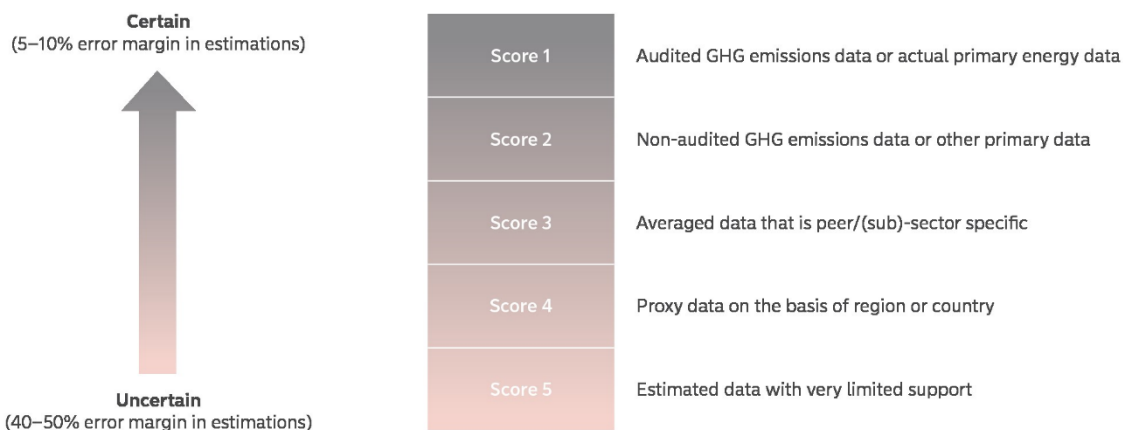 Certain
(5–10% error margin in estimations)
Score 1
Audited GHG emissions data or actual primary energy data
Score 2
Non-audited GHG emissions data or other primary data
Score 3
Averaged data that is peer/(sub)-sector specific
Score 4
Proxy data on the basis of region or country
Score 5
Estimated data with very limited support
Uncertain
(40–50% error margin in estimations)